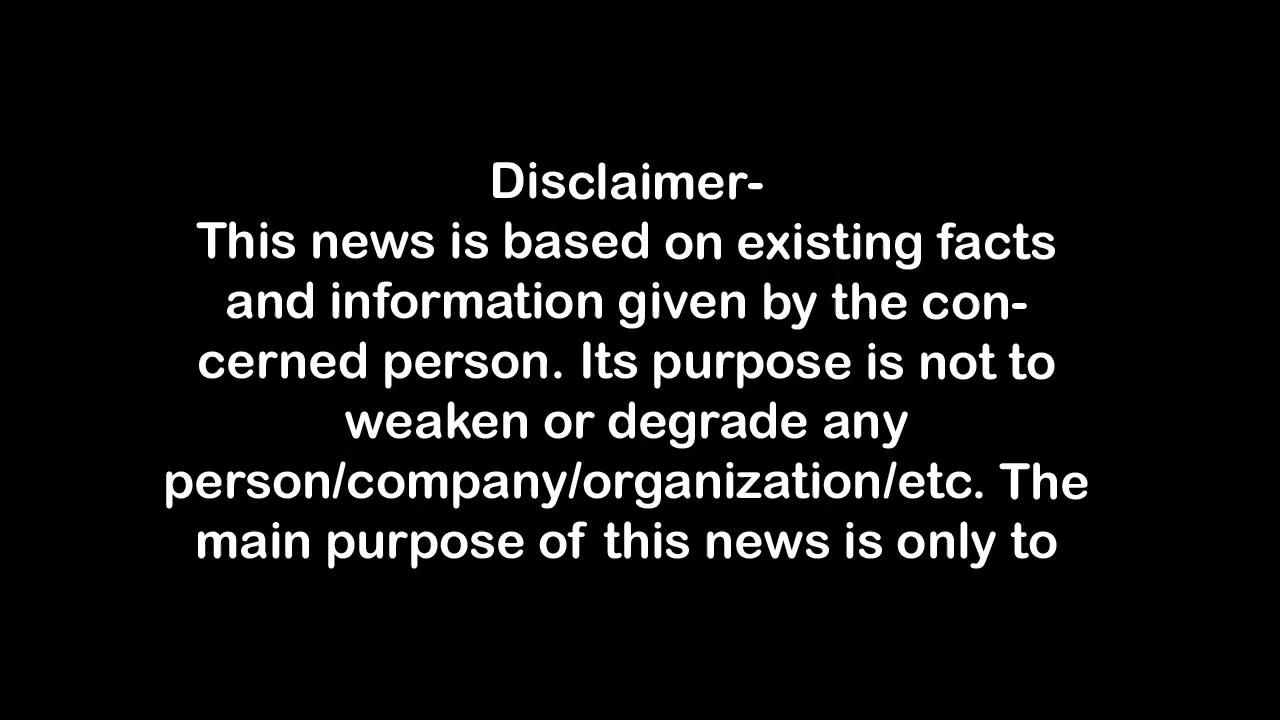 Disclaimer-
This news is based on existing facts
and information given by the con-
cerned person. Its purpose is not to
weaken or degrade any
person/company/organization/etc. The
main purpose of this news is only to